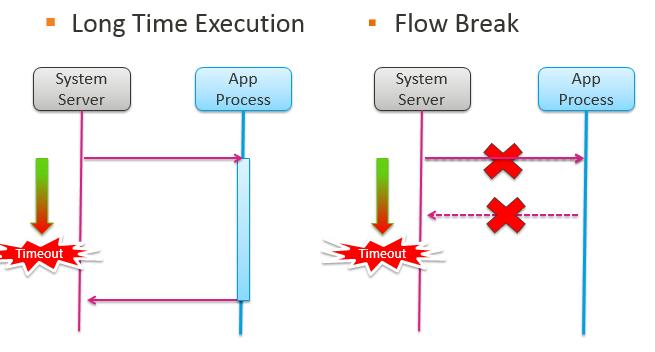 Long Time Execution
Flow Break
System
Server
App
Process
System
Server
App
Process
Timeout
Timeout